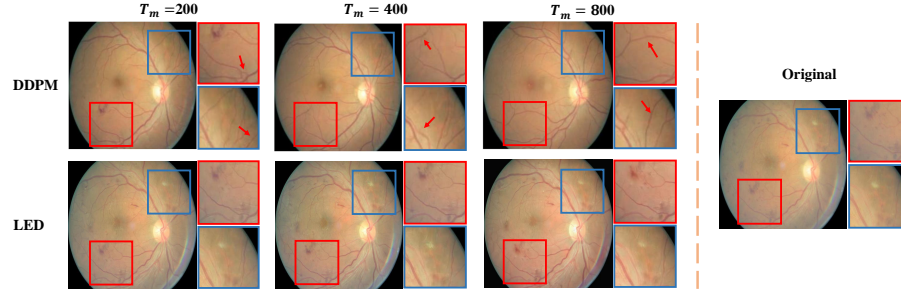 T_m =200
T_m = 400
T_m = 800
DDPM
Original
LED